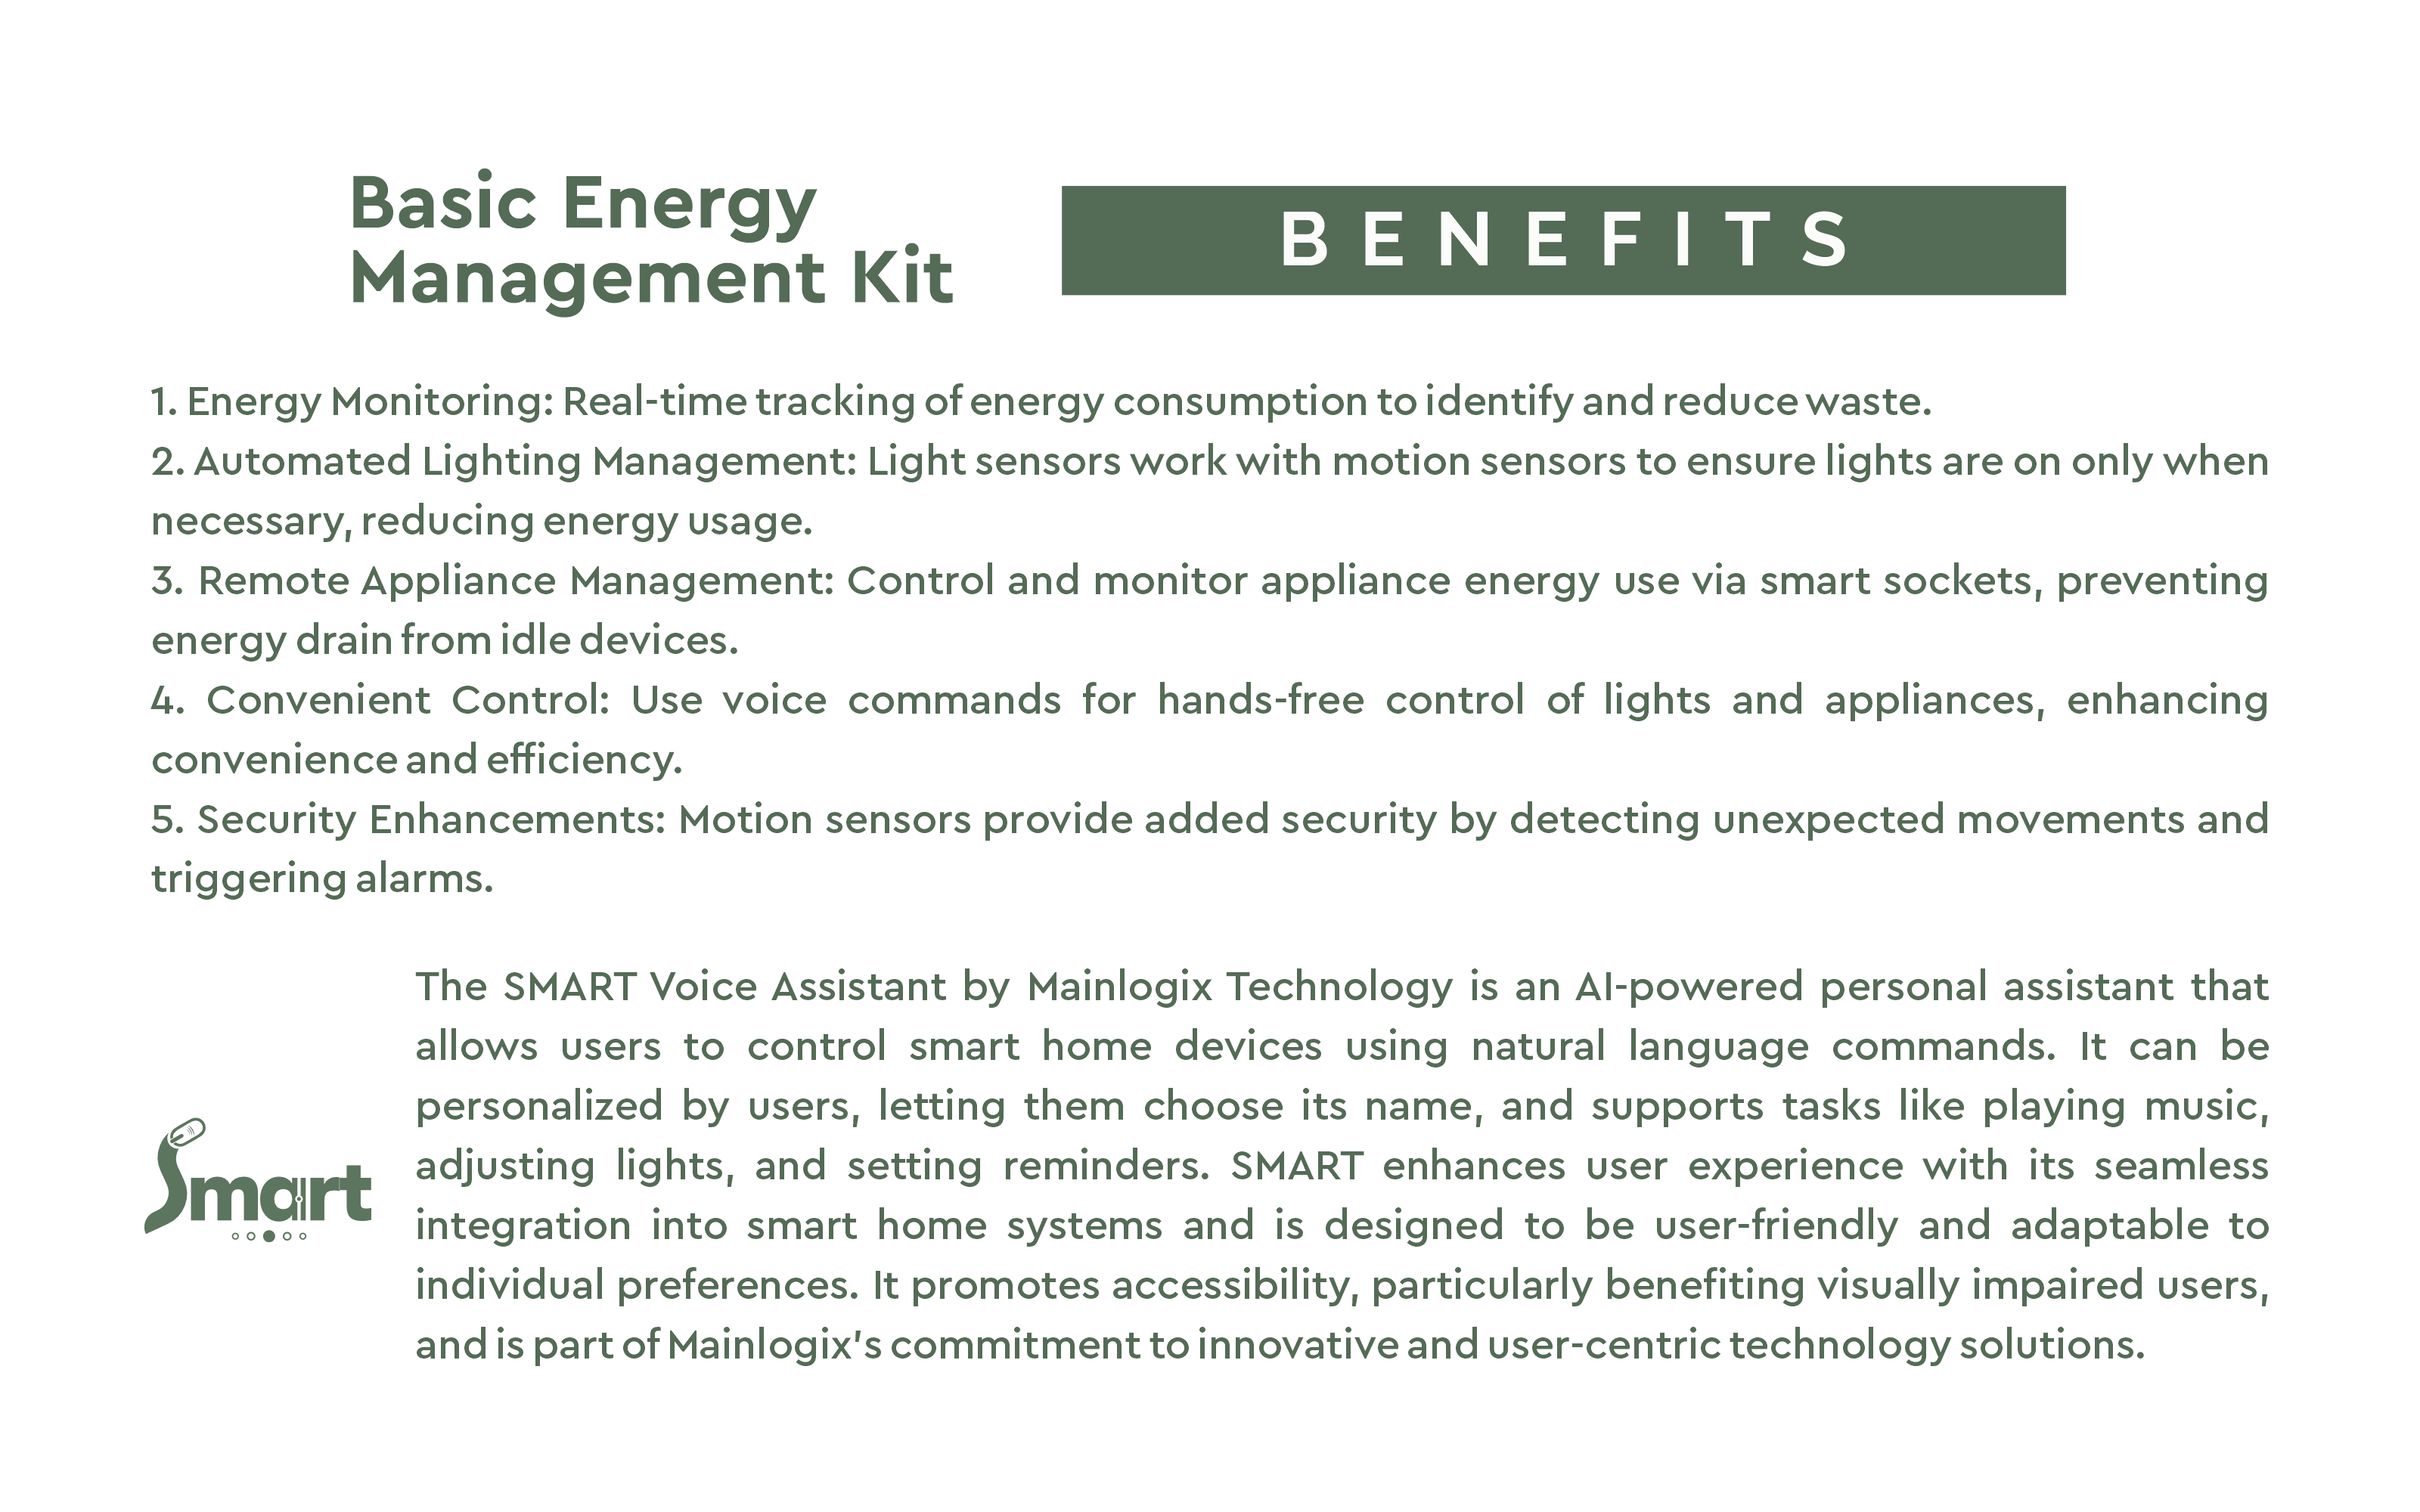 Basic Energy
Management Kit
BENEFITS
1. Energy Monitoring: Real-time tracking of energy consumption to identify and reduce waste.
2. Automated Lighting Management: Light sensors work with motion sensors to ensure lights are on only when
necessary, reducing energy usage.
3. Remote Appliance Management: Control and monitor appliance energy use via smart sockets, preventing
energy drain from idle devices.
4. Convenient Control: Use voice commands for hands-free control of lights and appliances, enhancing
convenience and efficiency.
5. Security Enhancements: Motion sensors provide added security by detecting unexpected movements and
triggering alarms.
The SMART Voice Assistant by Mainlogix Technology is an AI-powered personal assistant that
allows users to control smart home devices using natural language commands. It can be
personalized by users, letting them choose its name, and supports tasks like playing music,
adjusting lights, and setting reminders. SMART enhances user experience with its seamless
integration into smart home systems and is designed to be user-friendly and adaptable to
individual preferences. It promotes accessibility, particularly benefiting visually impaired users,
and is part of Mainlogix's commitment to innovative and user-centric technology solutions.
Smart